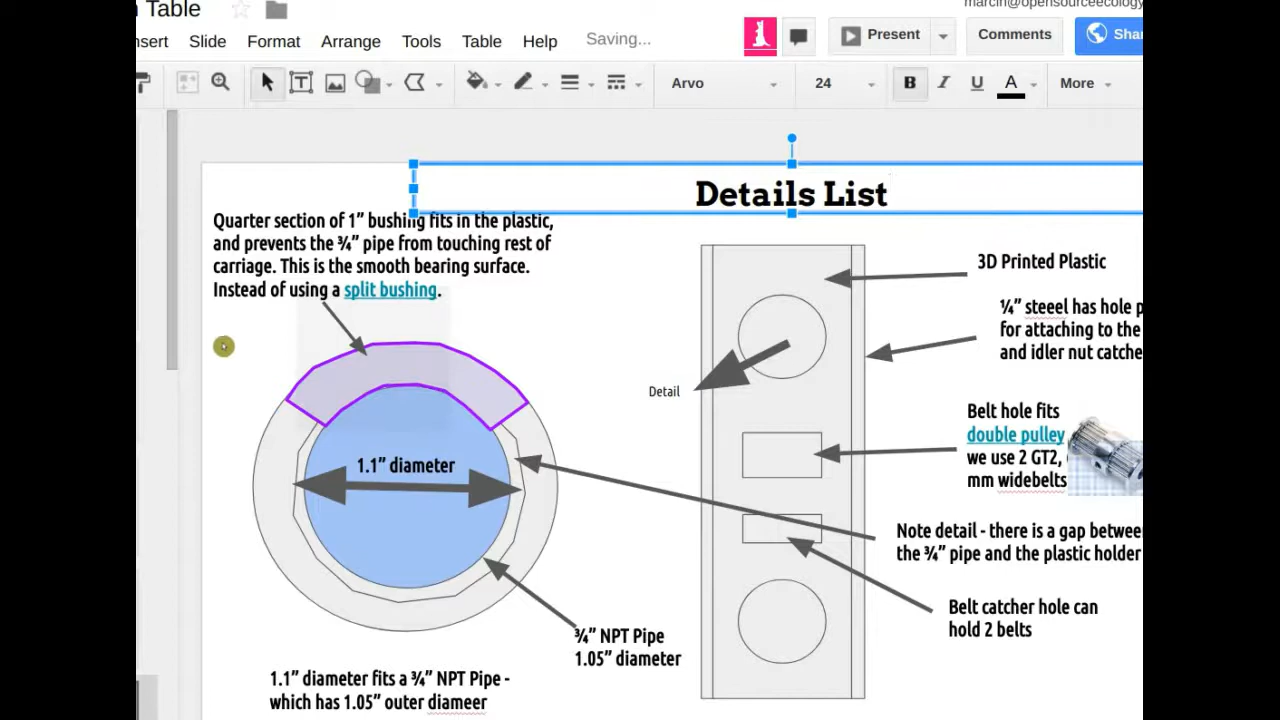 Table
marcin@opensourceecology
Slide Format Arrange Tools Table Help Saving...
Present
Comments
Arvo 24 B I U A More
Details List
Quarter section of 1” bushing fits in the plastic,
and prevents the ¾” pipe from touching rest of
carriage. This is the smooth bearing surface.
Instead of using a split bushing.
3D Printed Plastic
¼” steeel has hole
for attaching to the
and idler nut catche
Detail
Belt hole fits
double pulley
we use 2 GT2,
mm widebelts
1.1” diameter
Note detail - there is a gap between
the ¾” pipe and the plastic holder
Belt catcher hole can
hold 2 belts
¾” NPT Pipe
1.05” diameter
1.1” diameter fits a ¾” NPT Pipe -
which has 1.05” outer diameer